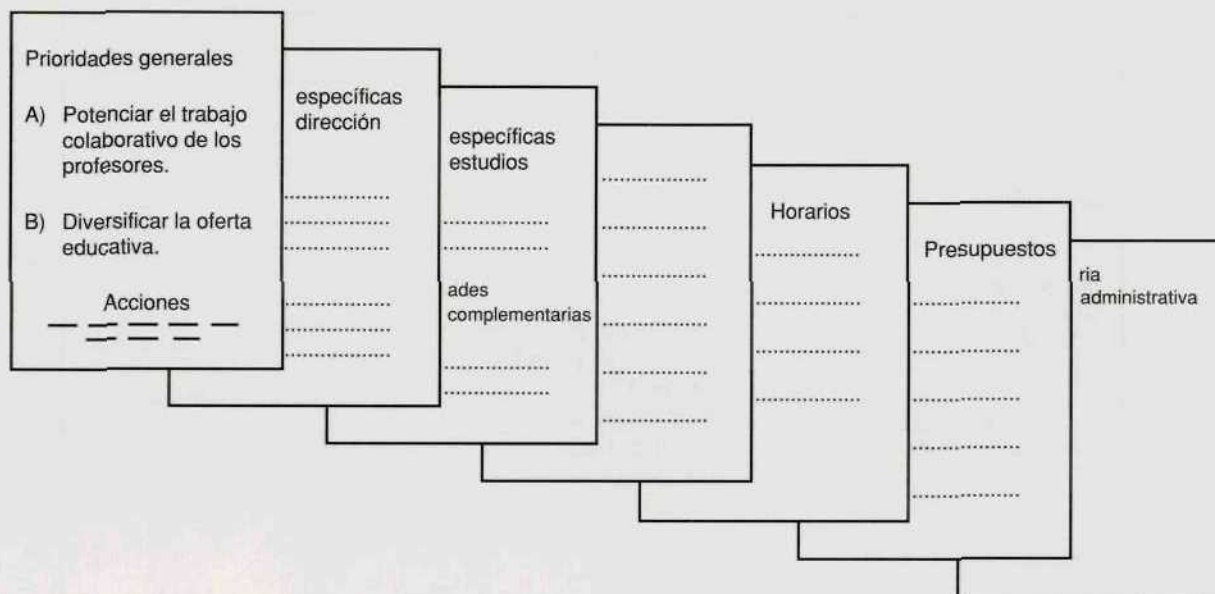 Prioridades generales
A) Potenciar el trabajo
colaborativo de los
profesores.
B) Diversificar la oferta
educativa.
Acciones
específicas
dirección
específicas
estudios
ades
complementarias
Horarios
Presupuestos
ria
administrativa